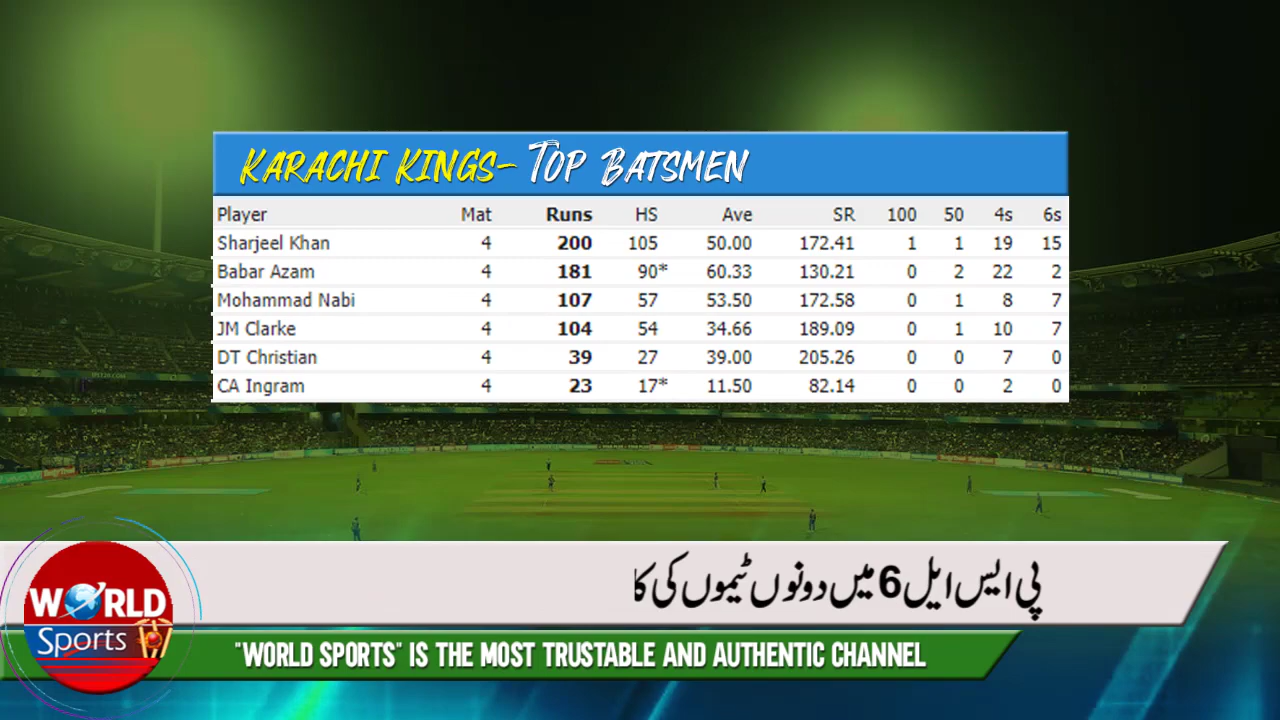 KARACHI KINGS- TOP BATSMEN
Player Mat Runs HS Ave SR 100 50 4s 6s
Sharjeel Khan 4 200 105 50.00 172.41 1 1 19 15
Babar Azam 4 181 90* 60.33 130.21 0 2 22 2
Mohammad Nabi 4 107 57 53.50 172.58 0 1 8 7
JM Clarke 4 104 54 34.66 189.09 0 1 10 7
DT Christian 4 39 27 39.00 205.26 0 0 7 0
CA Ingram 4 23 17* 11.50 82.14 0 0 2 0
پی ایس ایل 6 میں دونوں ٹیموں کی کا
WORLD
Sports
"WORLD SPORTS" IS THE MOST TRUSTABLE AND AUTHENTIC CHANNEL